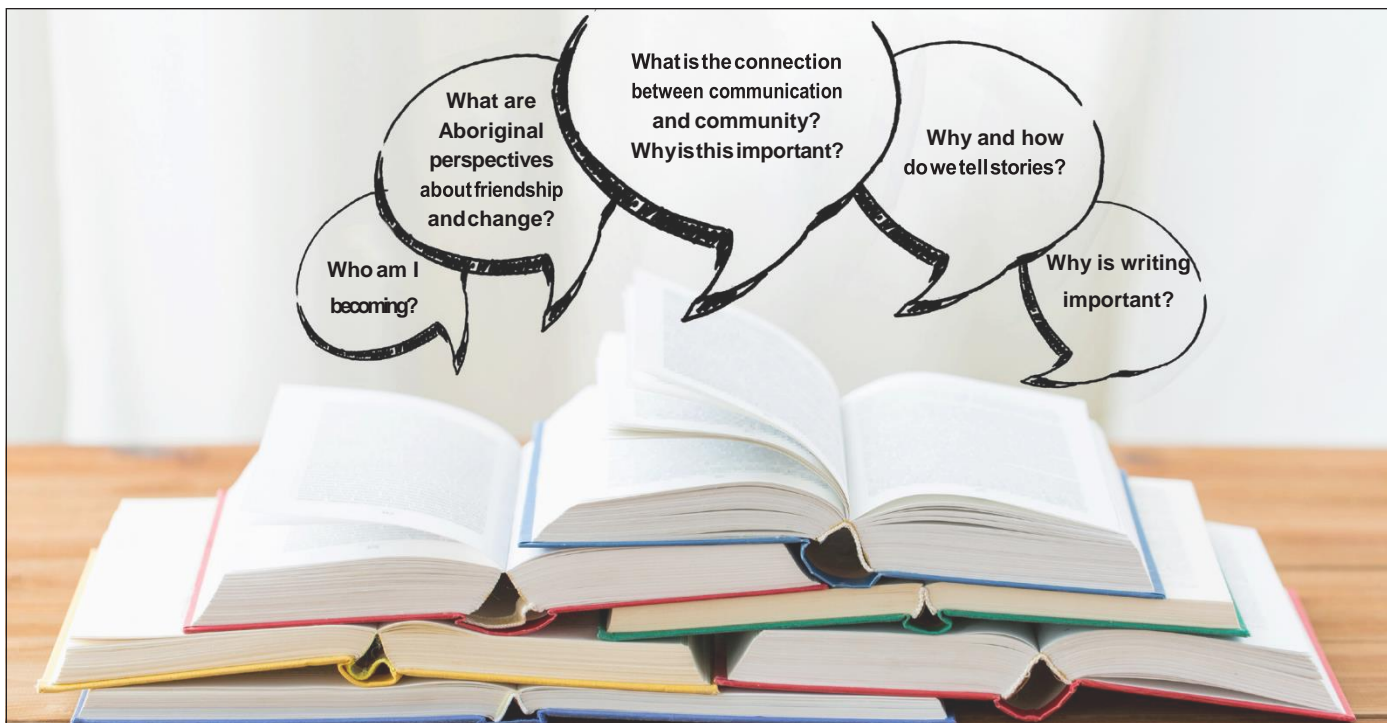 Who am I
becoming?
What are
Aboriginal
perspectives
about friendship
and change?
What is the connection
between communication
and community?
Why is this important?
Why and how
do we tell stories?
Why is writing
important?